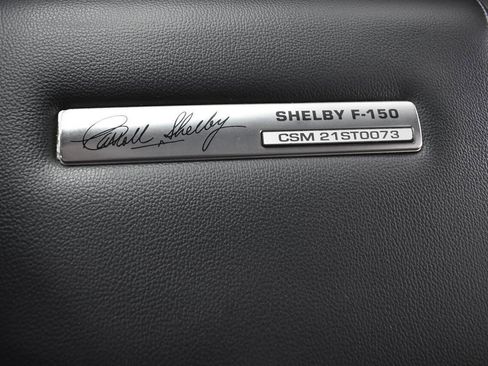 Carroll Shelby
SHELBY F-150
CSM 21ST0073